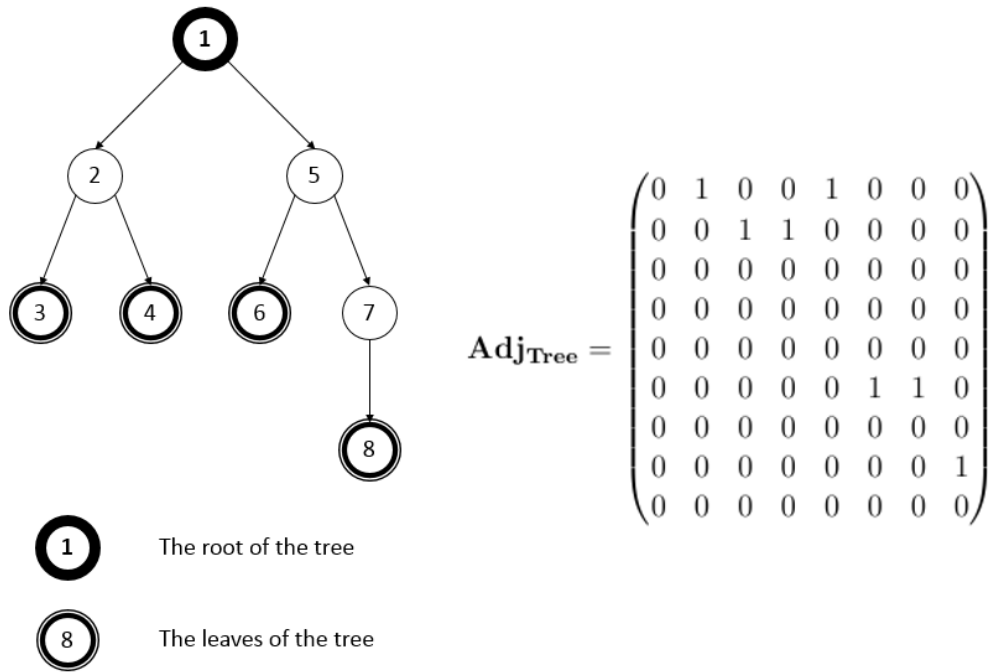 1
2 5
3 4 6 7
8
Adj_Tree =
0 1 0 0 1 0 0 0
0 0 1 1 0 0 0 0
0 0 0 0 0 0 0 0
0 0 0 0 0 0 0 0
0 0 0 0 0 0 0 0
0 0 0 0 0 1 1 0
0 0 0 0 0 0 0 0
0 0 0 0 0 0 0 1
0 0 0 0 0 0 0 0
1 The root of the tree
8 The leaves of the tree